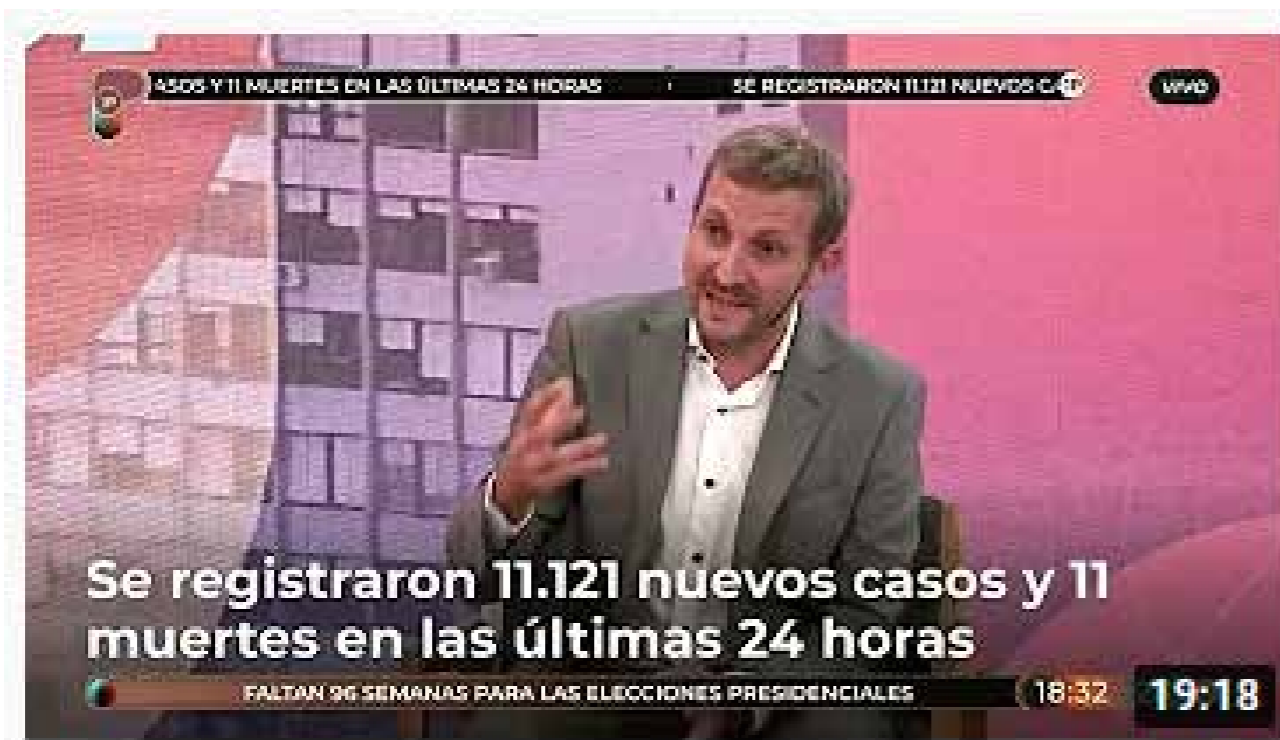 ASOS Y 11 MUERTES EN LAS ÚLTIMAS 24 HORAS · SE REGISTRARON 11.121 NUEVOS CA
VIVO
Se registraron 11.121 nuevos casos y 11
muertes en las últimas 24 horas
FALTAN 96 SEMANAS PARA LAS ELECCIONES PRESIDENCIALES
18:32
19:18